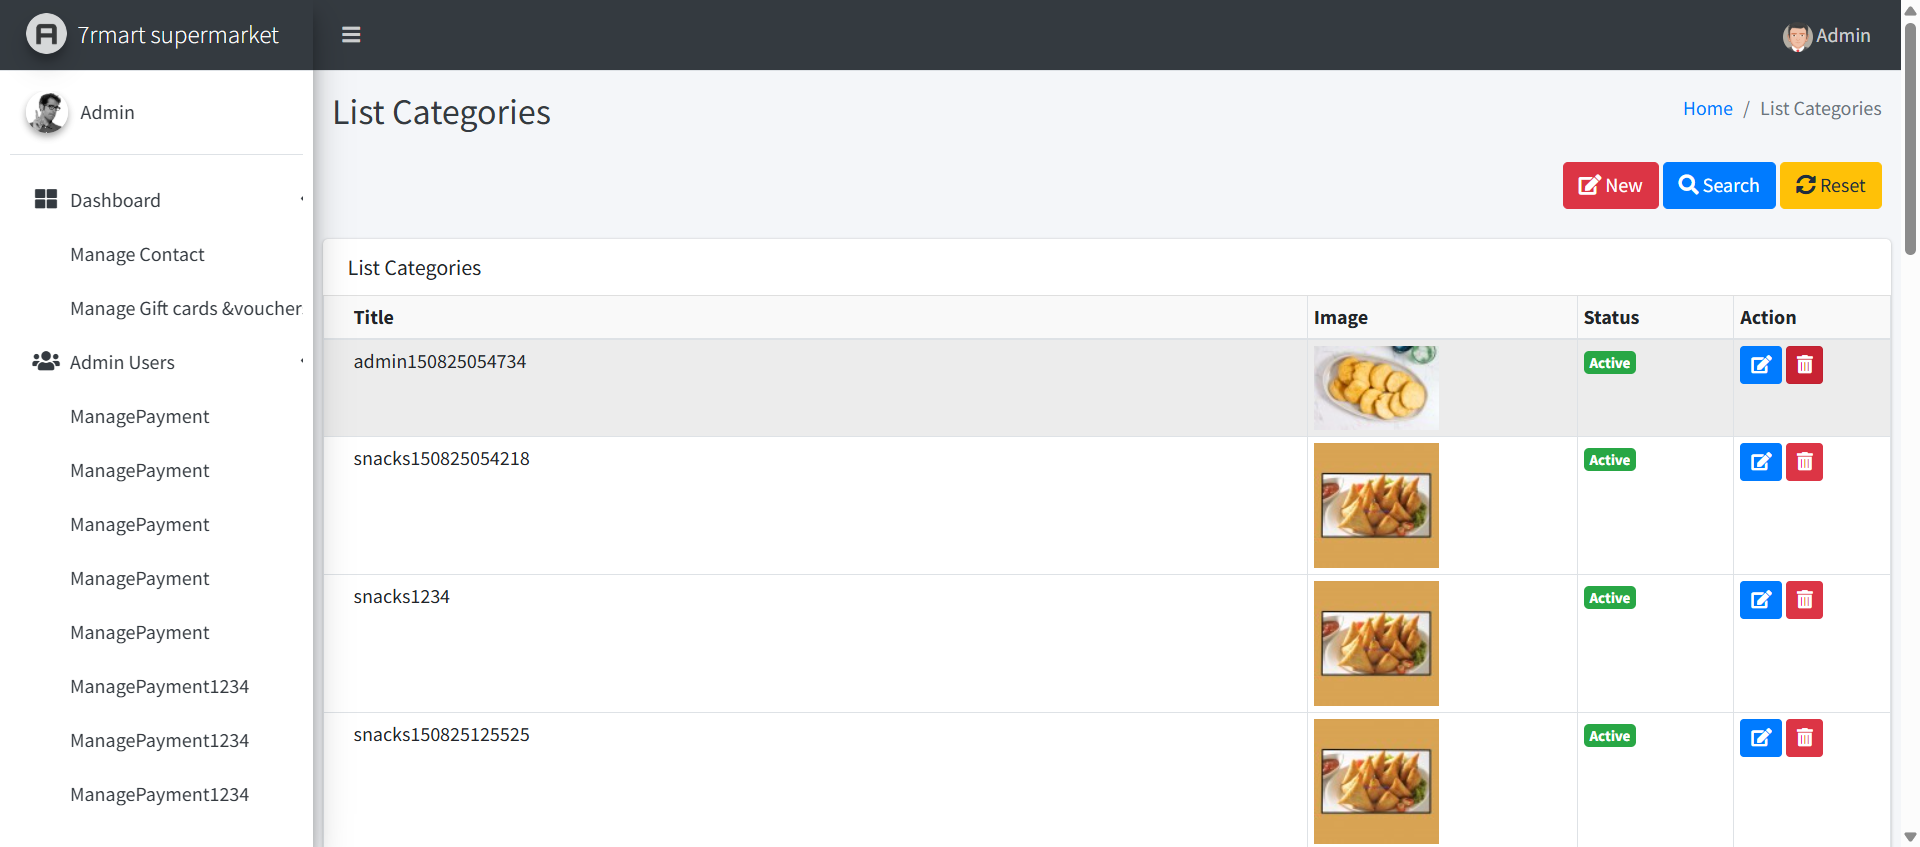 7rmart supermarket
Admin
Admin
List Categories
Home / List Categories
New
Search
Reset
Dashboard
Manage Contact
Manage Gift cards &voucher
Admin Users
ManagePayment
ManagePayment
ManagePayment
ManagePayment
ManagePayment
ManagePayment1234
ManagePayment1234
ManagePayment1234
List Categories
Title Image Status Action
admin150825054734 Active
snacks150825054218 Active
snacks1234 Active
snacks150825125525 Active